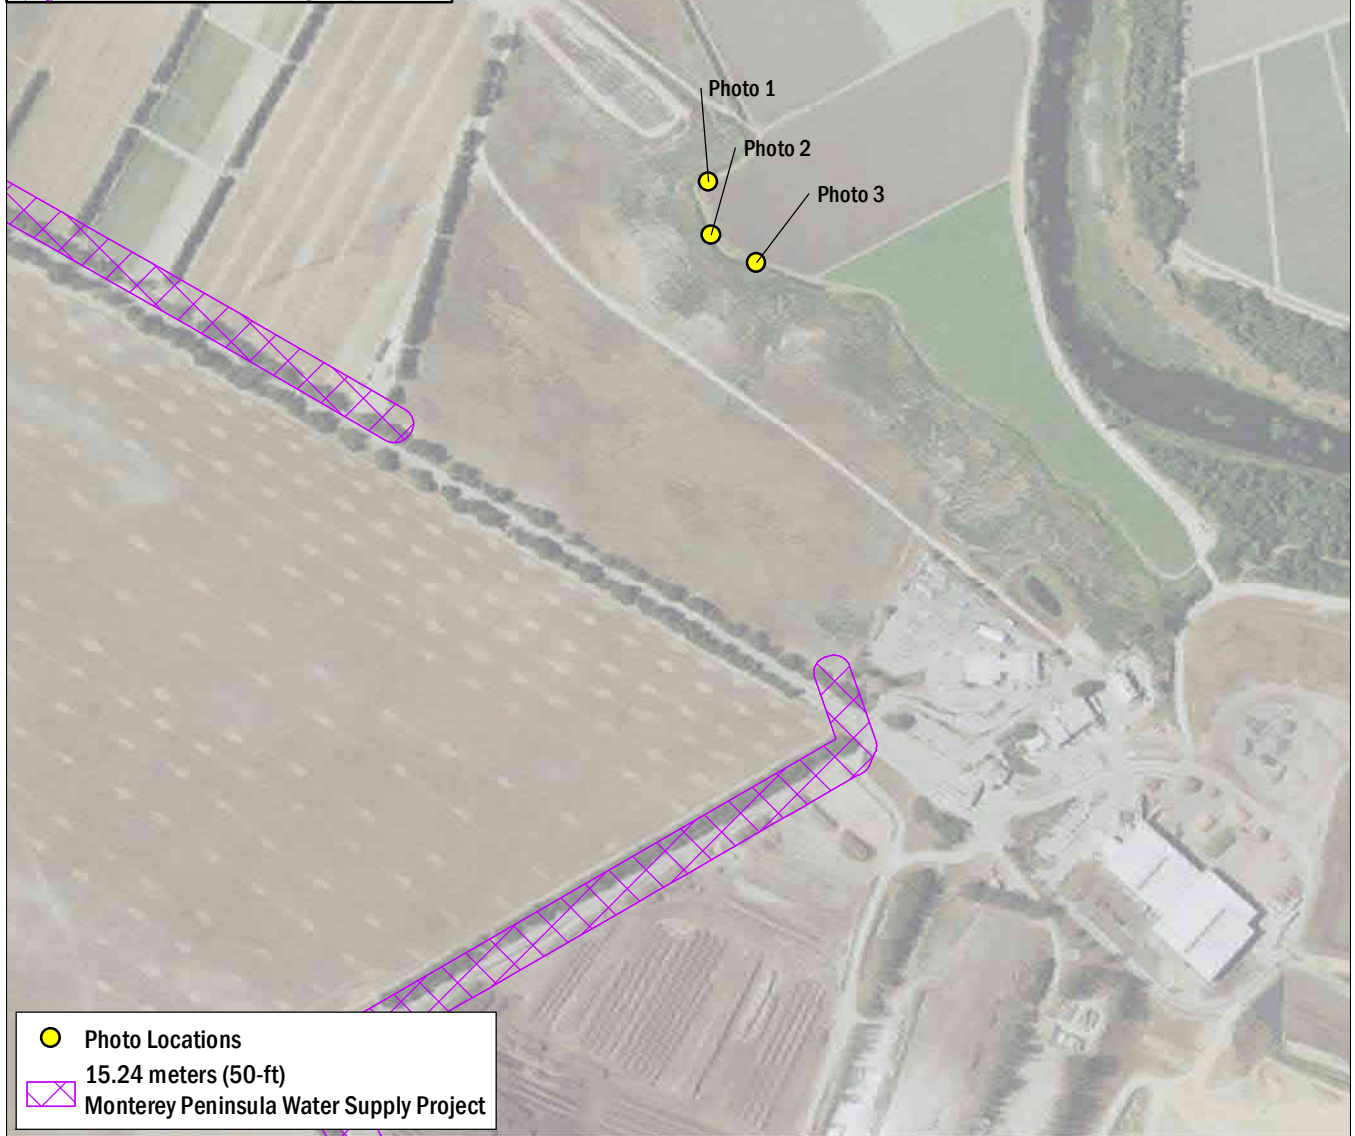 Photo 1
Photo 2
Photo 3
Photo Locations
15.24 meters (50-ft)
Monterey Peninsula Water Supply Project